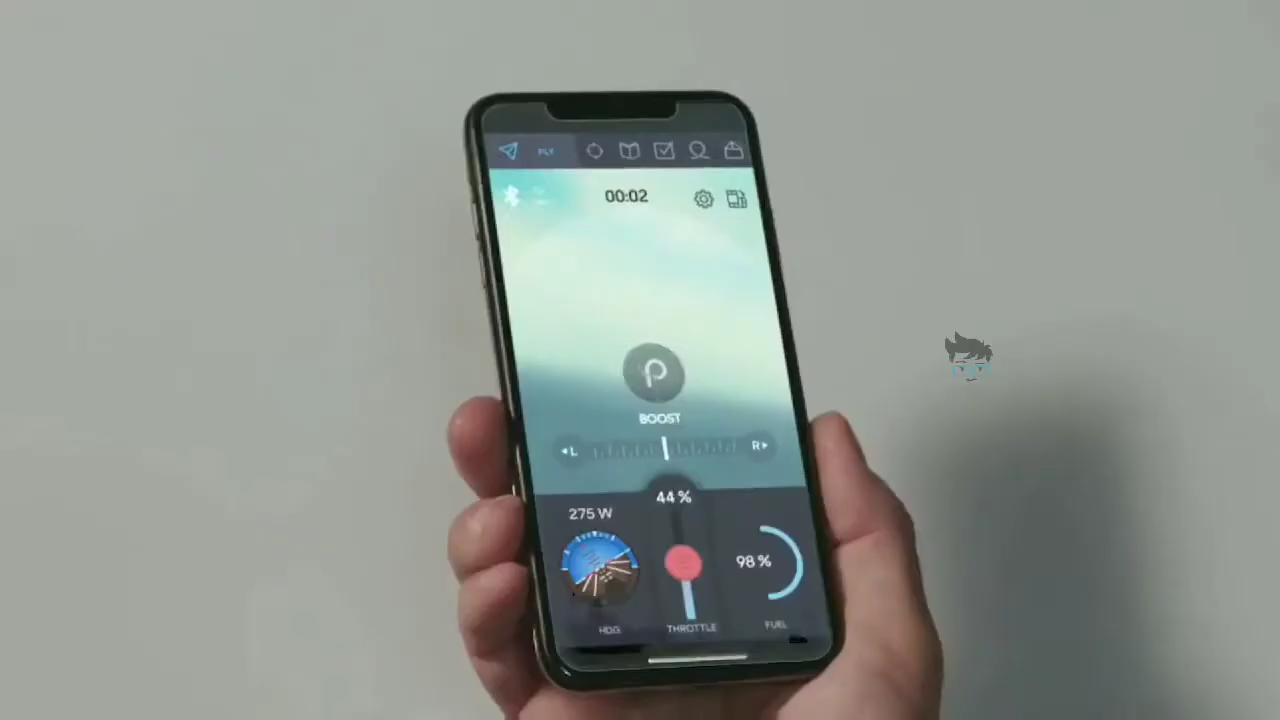 FLY
00:02
P
BOOST
L
R
44 %
275 W
98 %
HDG
THROTTLE
FUEL